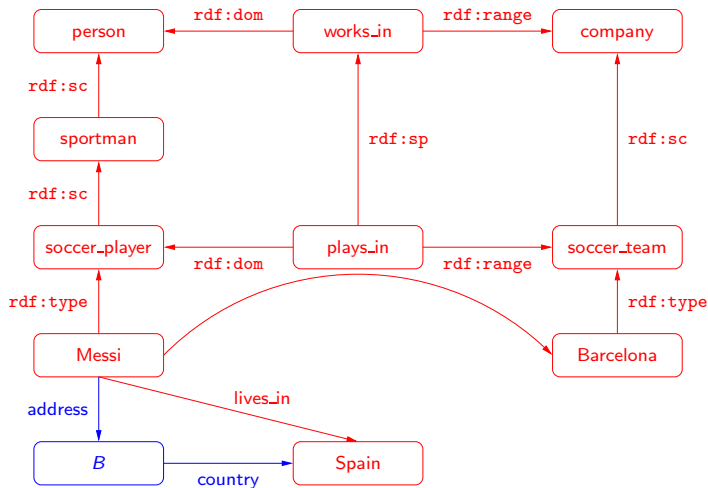 person
rdf:dom
works_in
rdf:range
company
rdf:sc
sportman
rdf:sp
rdf:sc
rdf:sc
soccer_player
rdf:dom
plays_in
rdf:range
soccer_team
rdf:type
rdf:type
Messi
Barcelona
address
lives_in
B
country
Spain